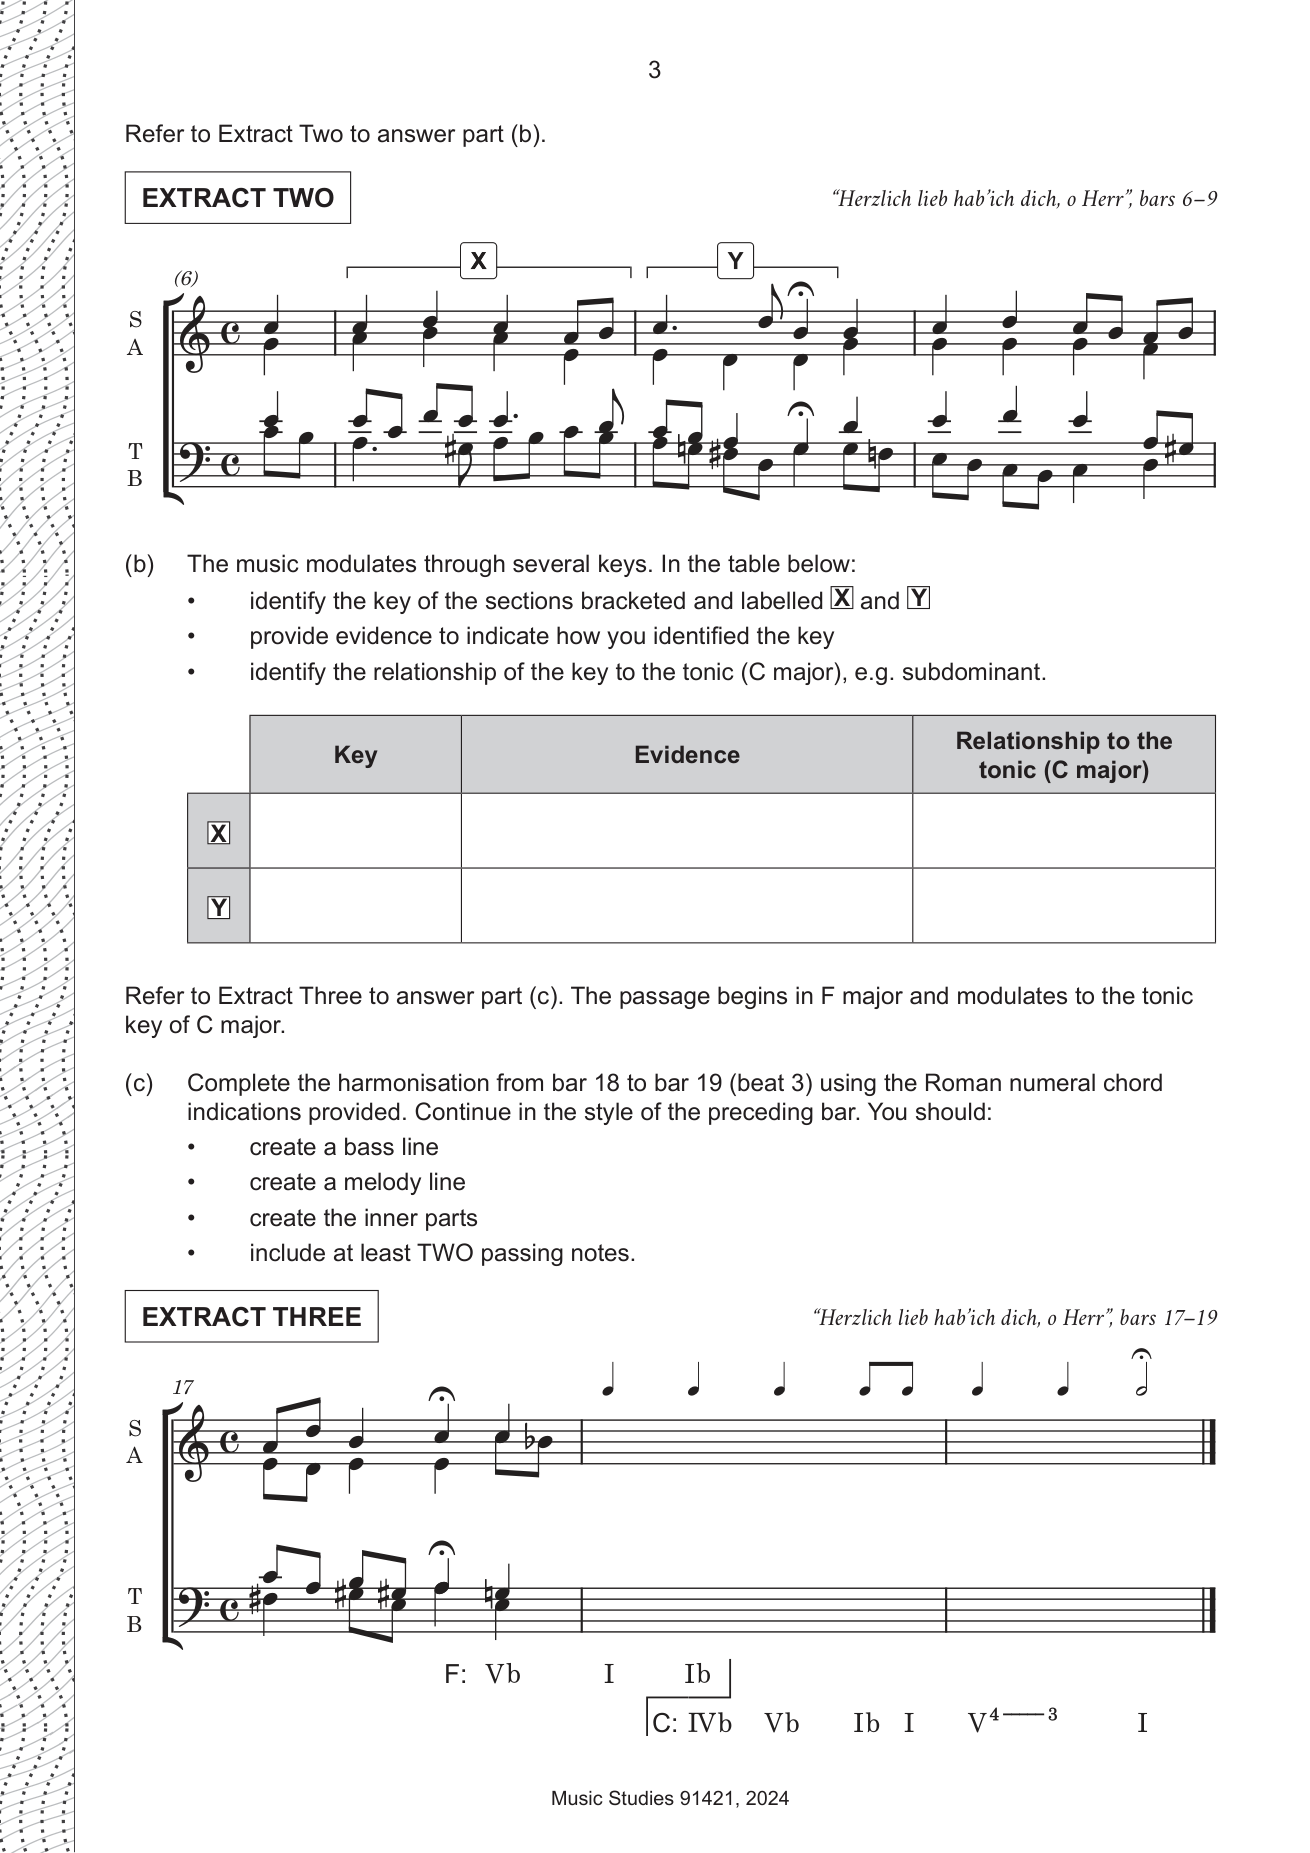 3
Refer to Extract Two to answer part (b).
EXTRACT TWO
“Herzlich lieb hab’ich dich, o Herr”, bars 6–9
X
Y
(6)
S
A
T
B
(b) The music modulates through several keys. In the table below:
• identify the key of the sections bracketed and labelled X and Y
• provide evidence to indicate how you identified the key
• identify the relationship of the key to the tonic (C major), e.g. subdominant.
Key Evidence Relationship to the
tonic (C major)
X
Y
Refer to Extract Three to answer part (c). The passage begins in F major and modulates to the tonic
key of C major.
(c) Complete the harmonisation from bar 18 to bar 19 (beat 3) using the Roman numeral chord
indications provided. Continue in the style of the preceding bar. You should:
• create a bass line
• create a melody line
• create the inner parts
• include at least TWO passing notes.
EXTRACT THREE
“Herzlich lieb hab’ich dich, o Herr”, bars 17–19
17
S
A
T
B
F: Vb I Ib
C: IVb Vb Ib I V4—3 I
Music Studies 91421, 2024